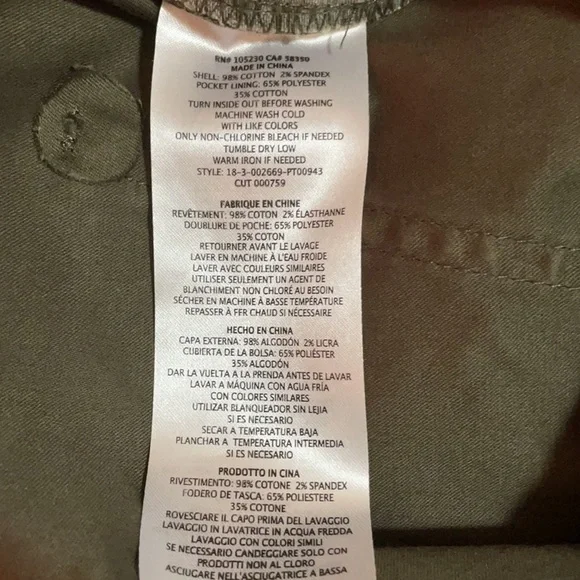 RN# 105230 CA# 38350
MADE IN CHINA
SHELL: 98% COTTON 2% SPANDEX
POCKET LINING: 65% POLYESTER
35% COTTON
TURN INSIDE OUT BEFORE WASHING
MACHINE WASH COLD
WITH LIKE COLORS
ONLY NON-CHLORINE BLEACH IF NEEDED
TUMBLE DRY LOW
WARM IRON IF NEEDED
STYLE: 18-3-002669-PT00943
CUT 000759
FABRIQUE EN CHINE
REVÊTEMENT: 98% COTON 2% ÉLASTHANNE
DOUBLURE DE POCHE: 65% POLYESTER
35% COTON
RETOURNER AVANT LE LAVAGE
LAVER EN MACHINE À L'EAU FROIDE
LAVER AVEC COULEURS SIMILAIRES
UTILISER SEULEMENT UN AGENT DE
BLANCHIMENT NON CHLORÉ AU BESOIN
SÉCHER EN MACHINE À BASSE TEMPÉRATURE
REPASSER À FER CHAUD SI NÉCESSAIRE
HECHO EN CHINA
CAPA EXTERNA: 98% ALGODÓN 2% LICRA
CUBIERTA DE LA BOLSA: 65% POLIÉSTER
35% ALGODÓN
DAR LA VUELTA A LA PRENDA ANTES DE LAVAR
LAVAR A MÁQUINA CON AGUA FRÍA
CON COLORES SIMILARES
UTILIZAR BLANQUEADOR SIN LEJIA
SI ES NECESARIO
SECAR A TEMPERATURA BAJA
PLANCHAR A TEMPERATURA INTERMEDIA
SI ES NECESARIO
PRODOTTO IN CINA
RIVESTIMENTO: 98% COTONE 2% SPANDEX
FODERO DE TASCA: 65% POLIESTERE
35% COTONE
ROVESCIARE IL CAPO PRIMA DEL LAVAGGIO
LAVAGGIO IN LAVATRICE IN ACQUA FREDDA
LAVAGGIO CON COLORI SIMILI
SE NECESSARIO CANDEGGIARE SOLO CON
PRODOTTI NON AL CLORO
ASCIUGARE NELL'ASCIUGATRICE A BASSA